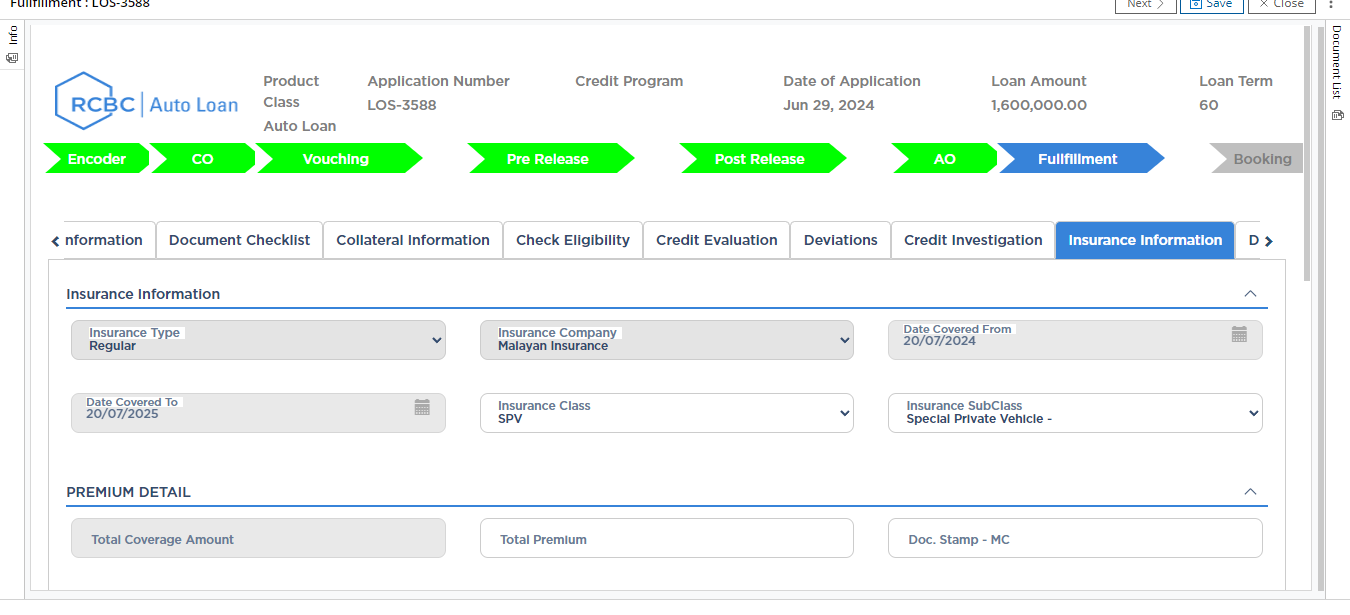 Fullfillment : LOS-3588
Next
Save
Close
Info
Document List
RCBC Auto Loan
Product Class
Auto Loan
Application Number
LOS-3588
Credit Program
Date of Application
Jun 29, 2024
Loan Amount
1,600,000.00
Loan Term
60
Encoder
CO
Vouching
Pre Release
Post Release
AO
Fullfillment
Booking
nformation
Document Checklist
Collateral Information
Check Eligibility
Credit Evaluation
Deviations
Credit Investigation
Insurance Information
D
Insurance Information
Insurance Type
Regular
Insurance Company
Malayan Insurance
Date Covered From
20/07/2024
Date Covered To
20/07/2025
Insurance Class
SPV
Insurance SubClass
Special Private Vehicle -
PREMIUM DETAIL
Total Coverage Amount
Total Premium
Doc. Stamp - MC